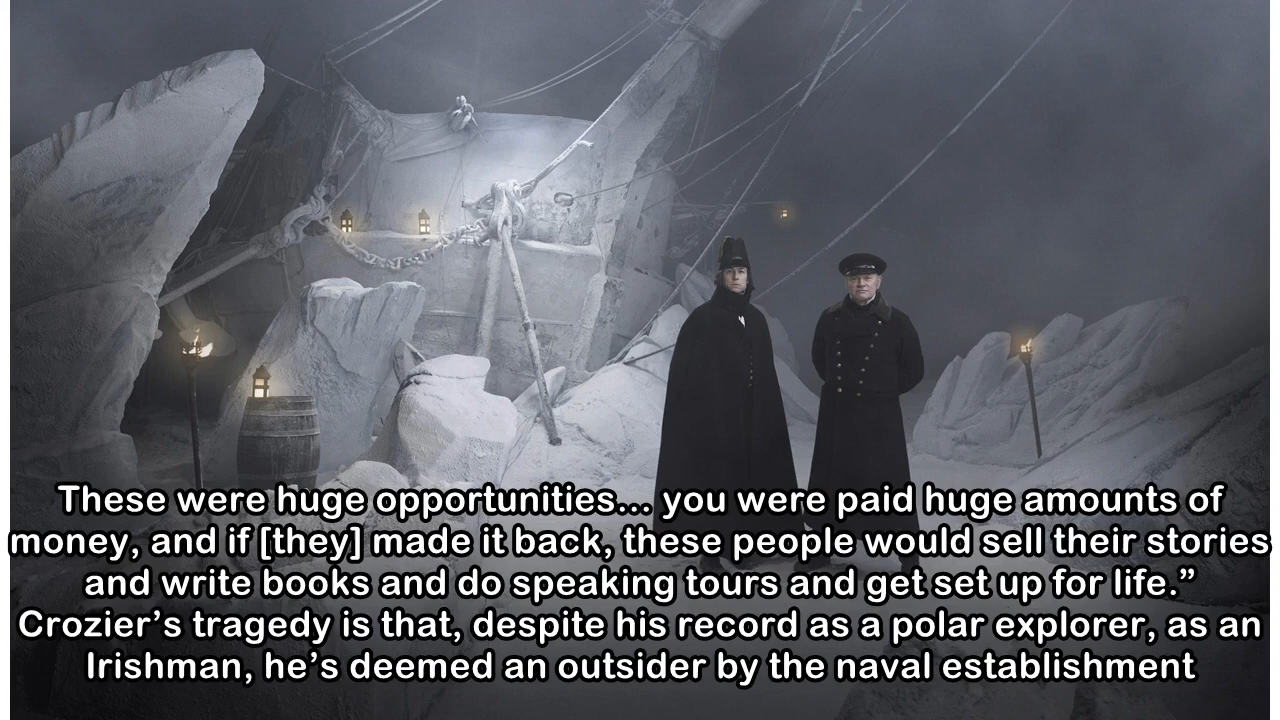 These were huge opportunities... you were paid huge amounts of
money, and if [they] made it back, these people would sell their stories
and write books and do speaking tours and get set up for life.”
Crozier’s tragedy is that, despite his record as a polar explorer, as an
Irishman, he’s deemed an outsider by the naval establishment